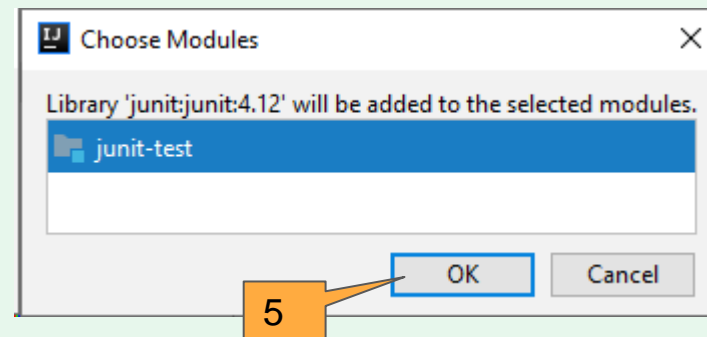 IJ Choose Modules
Library 'junit:junit:4.12' will be added to the selected modules.
junit-test
OK Cancel
5